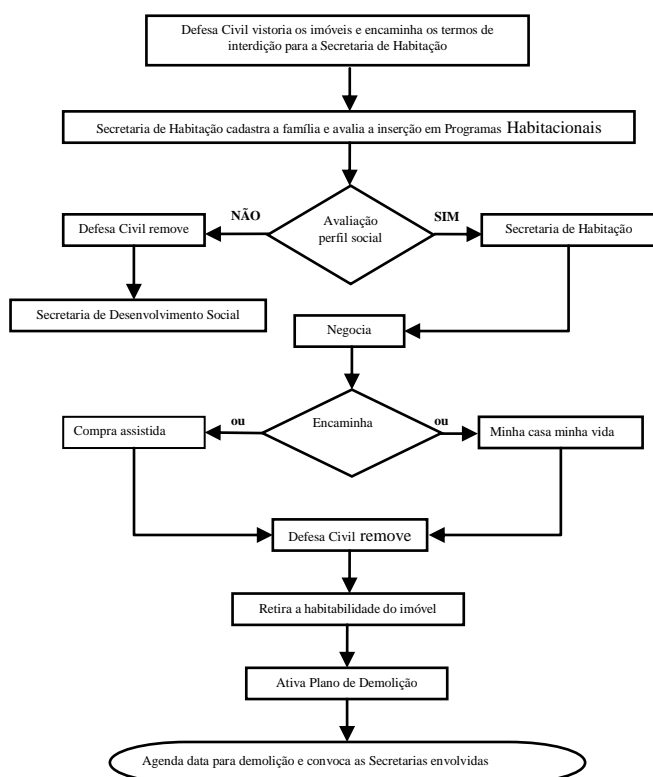 Defesa Civil vistoria os imóveis e encaminha os termos de
interdição para a Secretaria de Habitação
Secretaria de Habitação cadastra a família e avalia a inserção em Programas Habitacionais
NÃO
Avaliação
perfil social
SIM
Defesa Civil remove
Secretaria de Habitação
Secretaria de Desenvolvimento Social
Negocia
Compra assistida
ou
Encaminha
ou
Minha casa minha vida
Defesa Civil remove
Retira a habitabilidade do imóvel
Ativa Plano de Demolição
Agenda data para demolição e convoca as Secretarias envolvidas